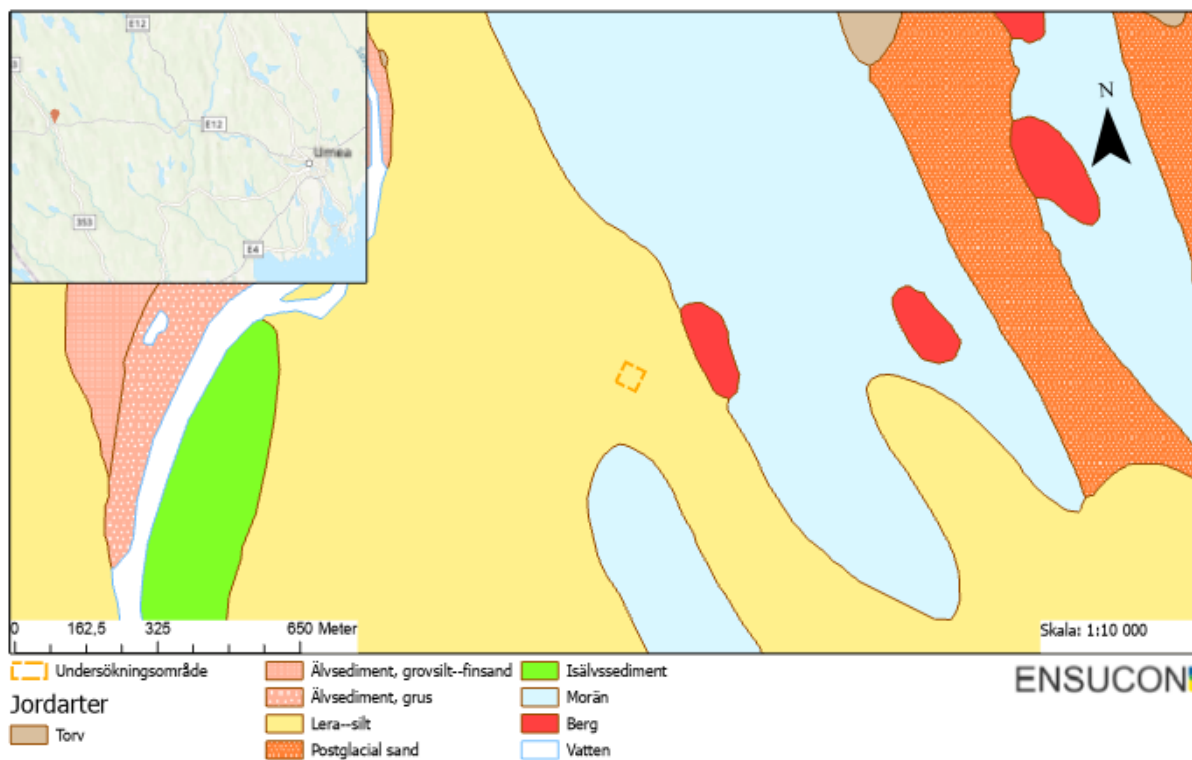 E12
E12
Umea
353
E4
N
0 162,5 325 650 Meter
Skala: 1:10 000
Undersökningsområde
Jordarter
Torv
Älvsediment, grovsilt--finsand
Älvsediment, grus
Lera--silt
Postglacial sand
Isälvssediment
Morän
Berg
Vatten
ENSUCON